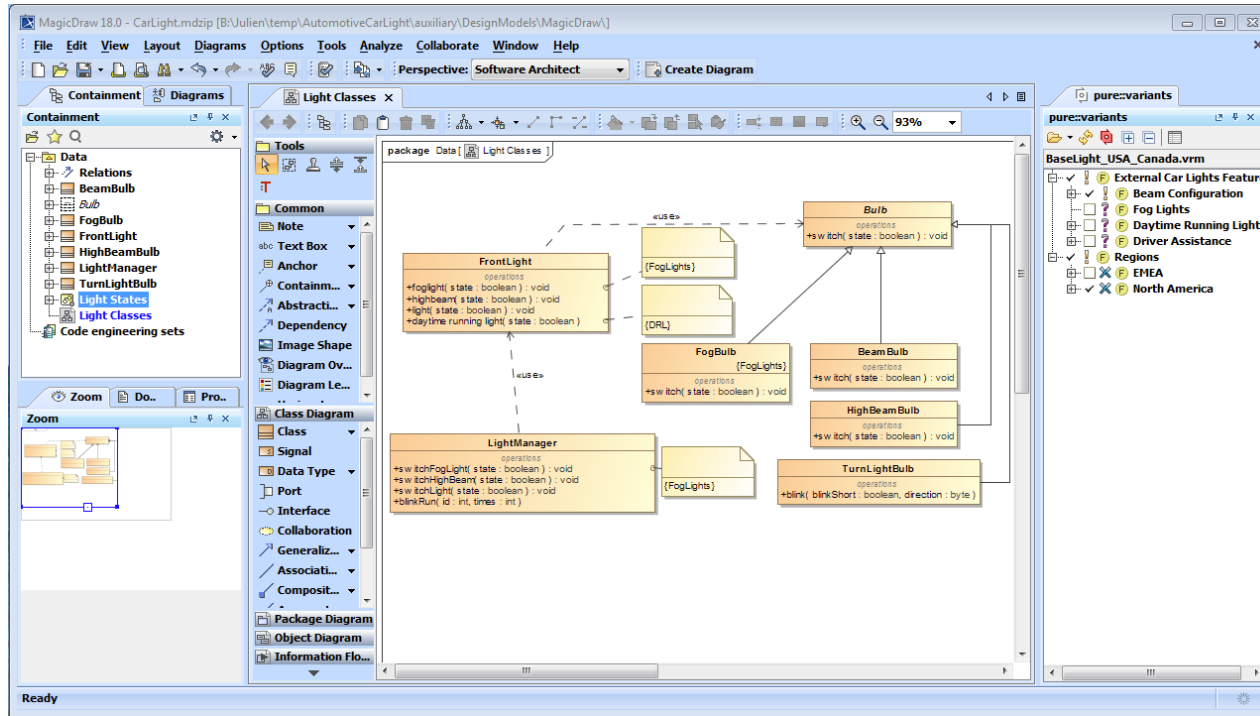 MagicDraw 18.0 - CarLight.mdzip [B:\Julien\temp\AutomotiveCarLight\auxiliary\DesignModels\MagicDraw\]
File Edit View Layout Diagrams Options Tools Analyze Collaborate Window Help
Perspective: Software Architect Create Diagram
Containment Diagrams
Containment
Data
Relations
BeamBulb
Bulb
FogBulb
FrontLight
HighBeamBulb
LightManager
TurnLightBulb
Light States
Light Classes
Code engineering sets
Zoom Do.. Pro..
Zoom
Light Classes
93%
Tools
Common
Note
abc Text Box
Anchor
Containm...
Abstracti...
Dependency
Image Shape
Diagram Ov...
Diagram Le...
Class Diagram
Class
Signal
Data Type
Port
Interface
Collaboration
Generaliz...
Associati...
Composit...
Package Diagram
Object Diagram
Information Flo...
package Data [ Light Classes ]
«use»
Bulb
operations
+switch( state : boolean ) : void
FrontLight
operations
+foglight( state : boolean ) : void
+highbeam( state : boolean ) : void
+light( state : boolean ) : void
+daytime running light( state : boolean )
{FogLights}
{DRL}
FogBulb
{FogLights}
operations
+switch( state : boolean ) : void
BeamBulb
operations
+switch( state : boolean ) : void
«use»
HighBeamBulb
operations
+switch( state : boolean ) : void
LightManager
operations
+switchFogLight( state : boolean ) : void
+switchHighBeam( state : boolean ) : void
+switchLight( state : boolean ) : void
+blinkRun( id : int, times : int )
{FogLights}
TurnLightBulb
operations
+blink( blinkShort : boolean, direction : byte )
pure::variants
pure::variants
BaseLight_USA_Canada.vrm
External Car Lights Feature
Beam Configuration
Fog Lights
Daytime Running Light
Driver Assistance
Regions
EMEA
North America
Ready